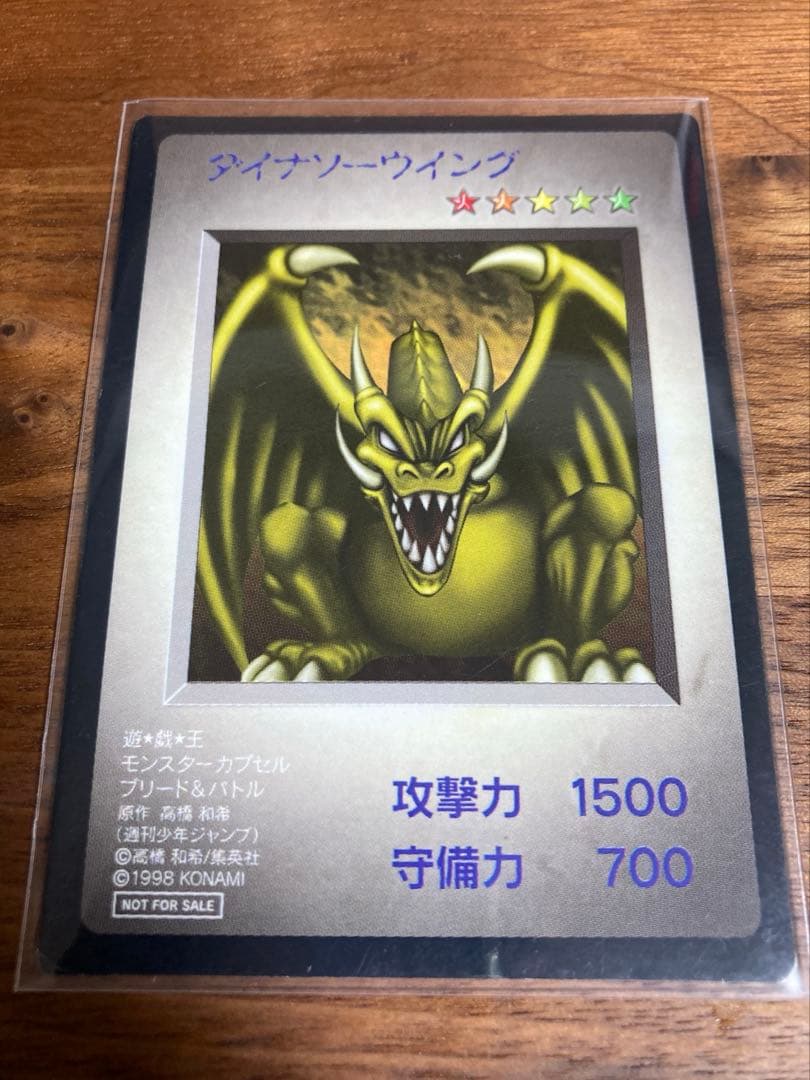 ダイナソーウイング
遊★戯★王
モンスターカプセル
ブリード&バトル
原作 高橋 和希
(週刊少年ジャンプ)
©高橋 和希/集英社
©1998 KONAMI
NOT FOR SALE
攻撃力 1500
守備力 700